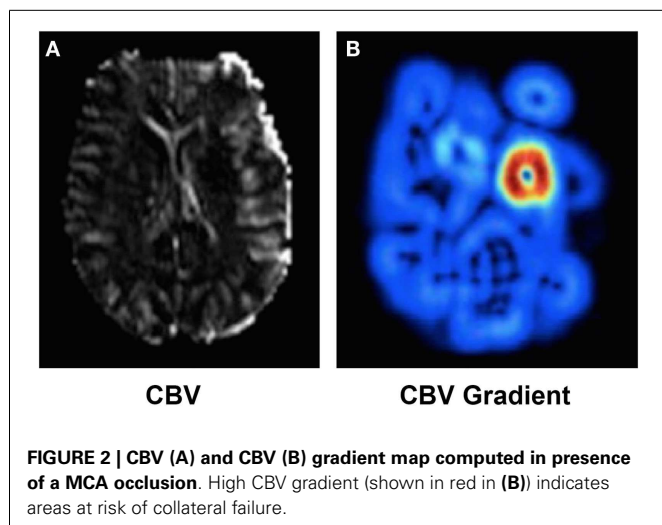 A
B
CBV
CBV Gradient
FIGURE 2 | CBV (A) and CBV (B) gradient map computed in presence
of a MCA occlusion. High CBV gradient (shown in red in (B)) indicates
areas at risk of collateral failure.